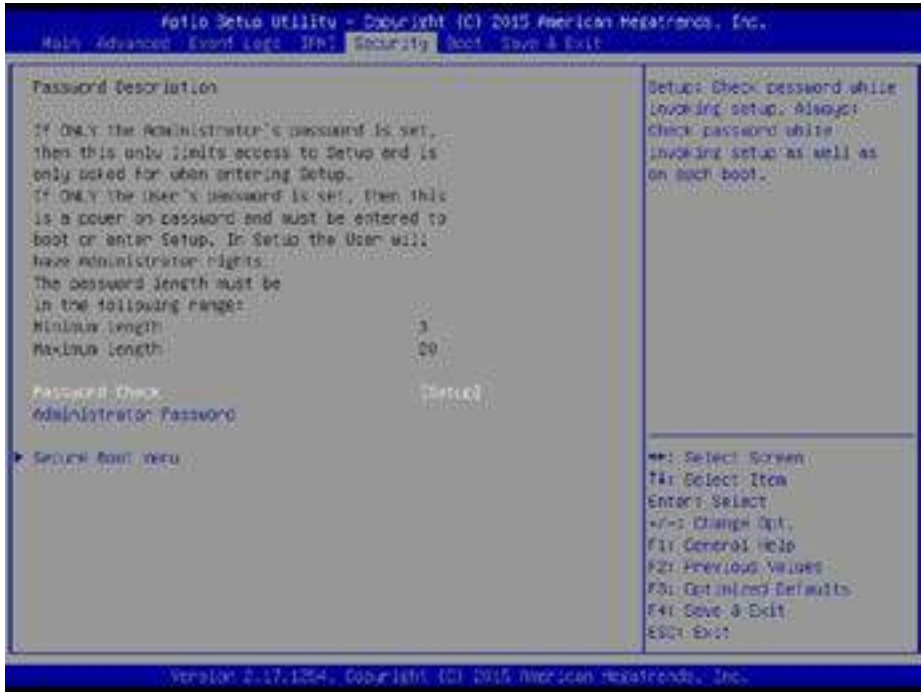 Aptio Setup Utility - Copyright (C) 2015 American Megatrends, Inc.
Main Advanced Event Logs IPMI Security Boot Save & Exit
Password Description
If ONLY the Administrator's password is set,
then this only limits access to Setup and is
only asked for when entering Setup.
If ONLY the User's password is set, then this
is a power on password and must be entered to
boot or enter Setup. In Setup the User will
have Administrator rights
The password length must be
in the following range:
Minimum length 3
Maximum length 20
Password Check [Setup]
Administrator Password
Secure Boot menu
Setup: Check password while
invoking setup. Always:
Check password while
invoking setup as well as
on each boot.
: Select Screen
: Select Item
Enter: Select
+/-: Change Opt.
F1: General Help
F2: Previous Values
F3: Optimized Defaults
F4: Save & Exit
ESC: Exit
Version 2.17.1254. Copyright (C) 2015 American Megatrends, Inc.